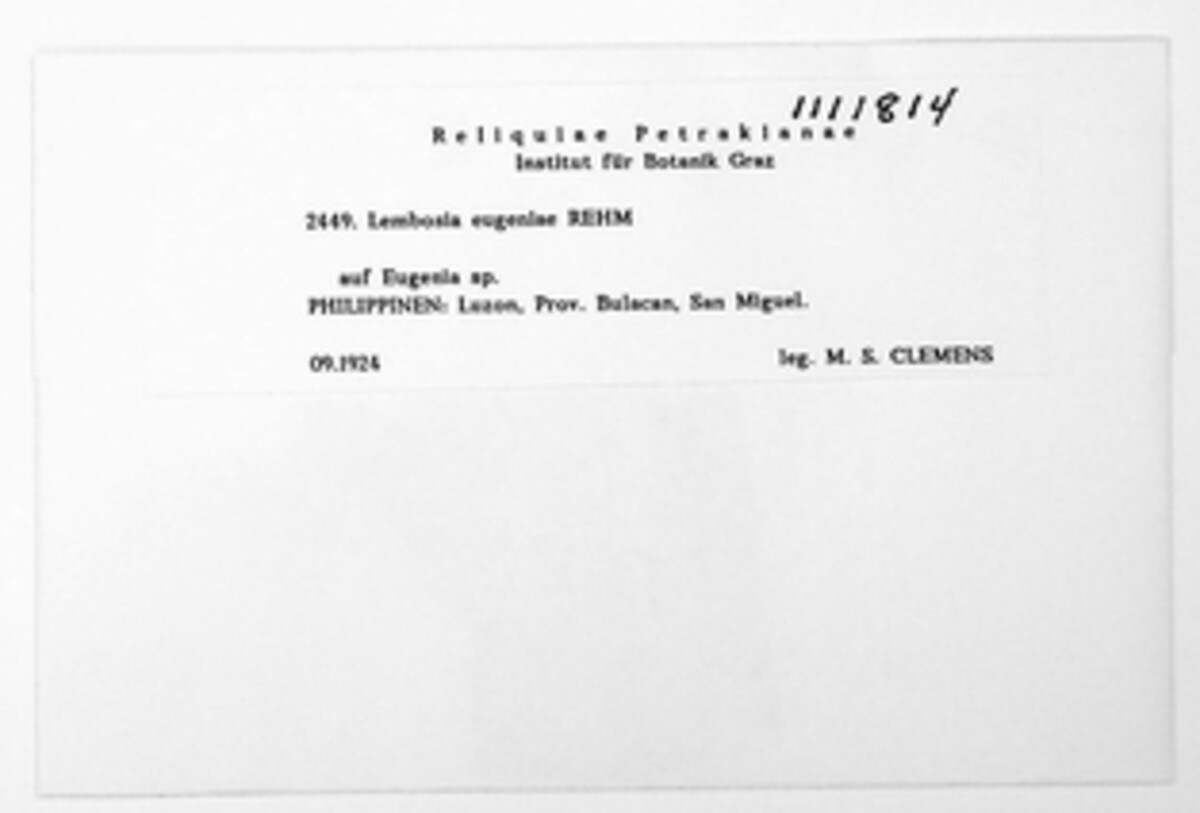 1111814
Reliquiae Petrakianae
Institut für Botanik Graz
2449. Lembosia eugeniae REHM
auf Eugenia sp.
PHILIPPINEN: Luzon, Prov. Bulacan, San Miguel.
09.1924 leg. M. S. CLEMENS